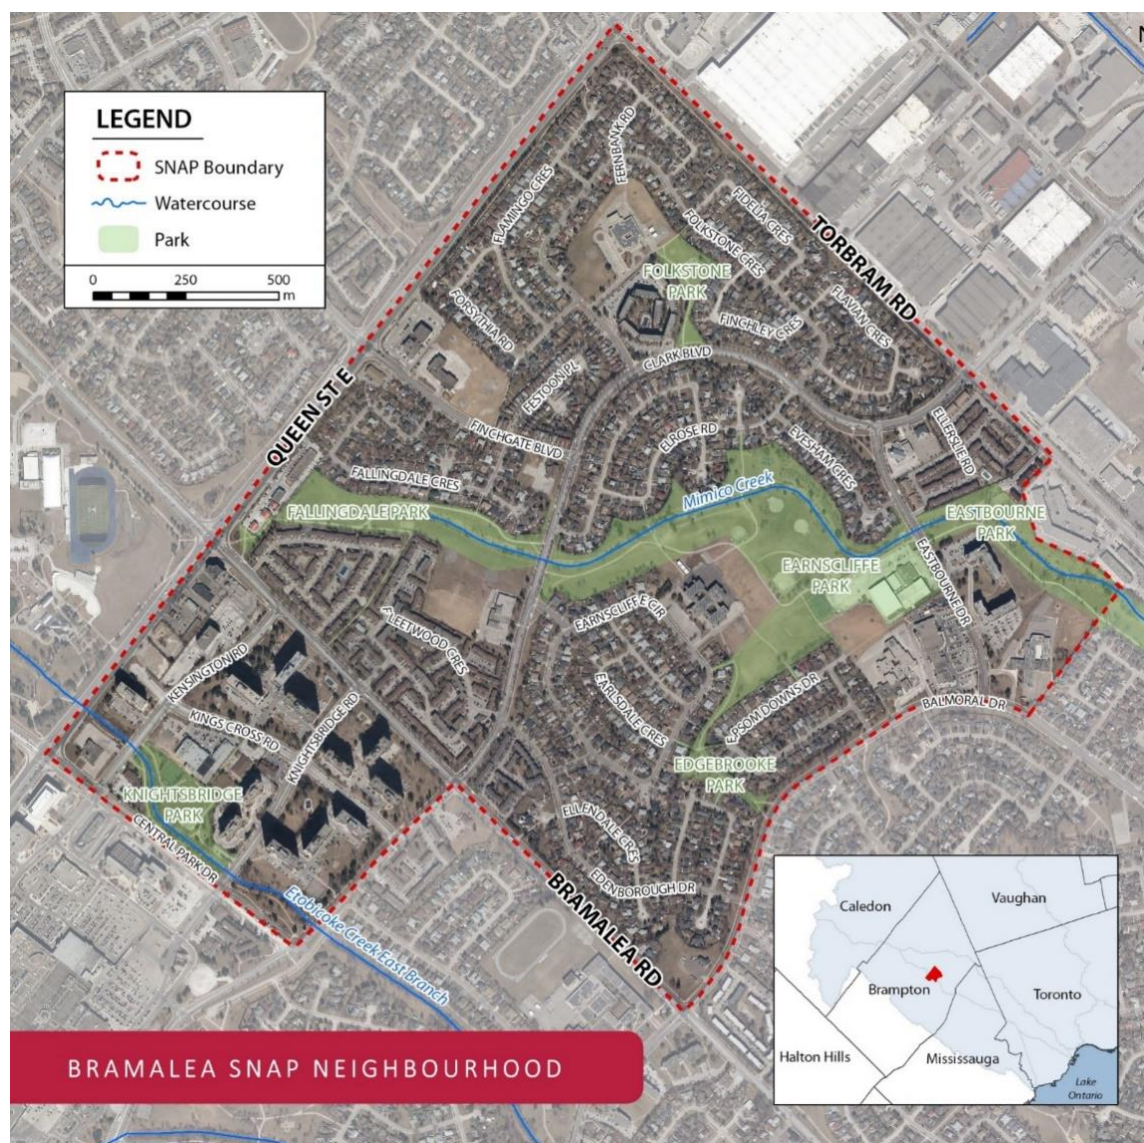 N
LEGEND
SNAP Boundary
Watercourse
Park
0 250 500
m
FERNBANK RD
FLAMINGO CRES
FIDELIA CRES
FOLKSTONE CRES
TORBRAM RD
FOLKSTONE
PARK
FLAVIAN CRES
FORSYTHIA RD
FINCHLEY CRES
CLARK BLVD
FESTOON PL
QUEEN ST E
FINCHGATE BLVD
ELROSE RD
EVESHAM CRES
ELLERSLIE RD
FALLINGDALE CRES
Mimico Creek
FALLINGDALE PARK
EASTBOURNE
PARK
EARNSCLIFFE
PARK
EASTBOURNE DR
EARNSCLIFFE CIR
FLEETWOOD CRES
KENSINGTON RD
KINGS CROSS RD
KNIGHTSBRIDGE RD
EARLSDALE CRES
EPSOM DOWNS DR
BALMORAL DR
EDGEBROOKE
PARK
KNIGHTSBRIDGE
PARK
CENTRAL PARK DR
ELLENDALE CRES
EDENBOROUGH DR
BRAMALEA RD
Etobicoke Creek East Branch
Caledon
Vaughan
Brampton
Toronto
Halton Hills
Mississauga
Lake
Ontario
BRAMALEA SNAP NEIGHBOURHOOD